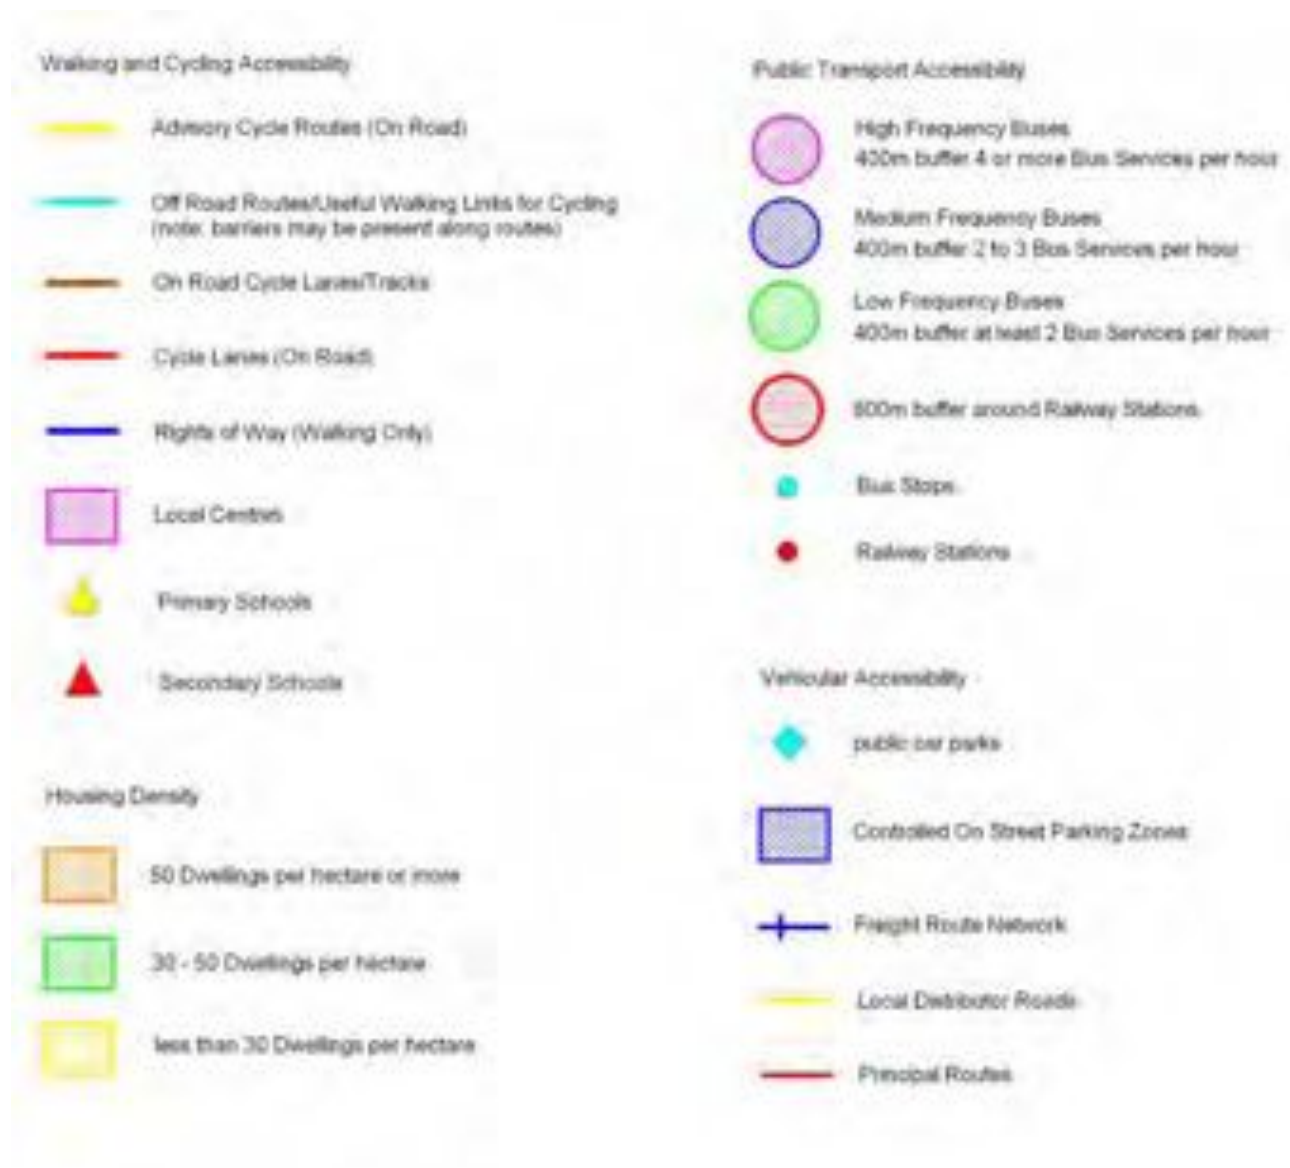 Walking and Cycling Accessibility
Advisory Cycle Routes (On Road)
Off Road Routes/Useful Walking Links for Cycling
(note: barriers may be present along routes)
On Road Cycle Lanes/Tracks
Cycle Lanes (On Road)
Rights of Way (Walking Only)
Local Centres
Primary Schools
Secondary Schools
Housing Density
50 Dwellings per hectare or more
30 - 50 Dwellings per hectare
less than 30 Dwellings per hectare
Public Transport Accessibility
High Frequency Buses
400m buffer 4 or more Bus Services per hour
Medium Frequency Buses
400m buffer 2 to 3 Bus Services per hour
Low Frequency Buses
400m buffer at least 2 Bus Services per hour
buffer around Railway Stations
Bus Stops
Railway Stations
Vehicular Accessibility
public car parks
Controlled On Street Parking Zones
Freight Route Network
Local Distributor Roads
Principal Routes